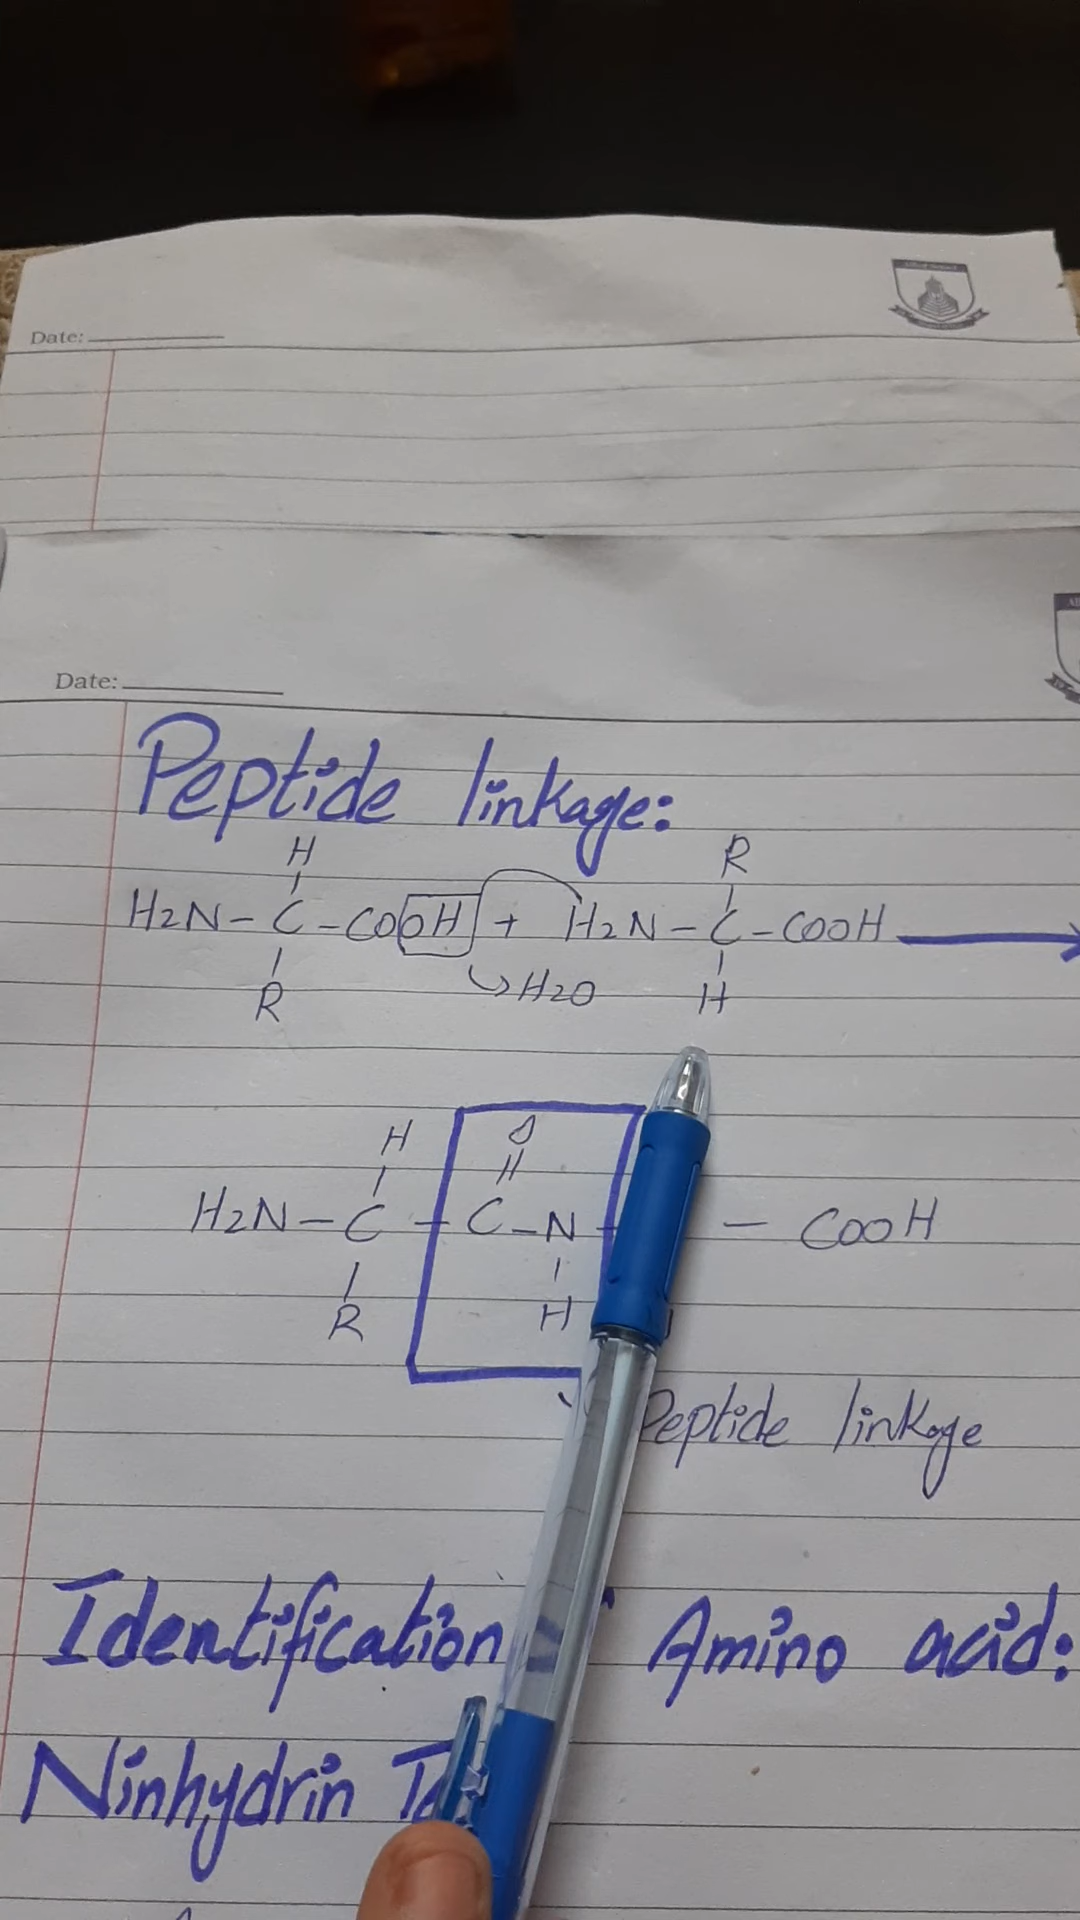 Date:
Date:
Peptide linkage:
H R
H2N - C - COOH + H2N - C - COOH
R H2O H
H O
H2N - C - C - N - - COOH
R H
Peptide linkage
Identification Amino acid:
Ninhydrin